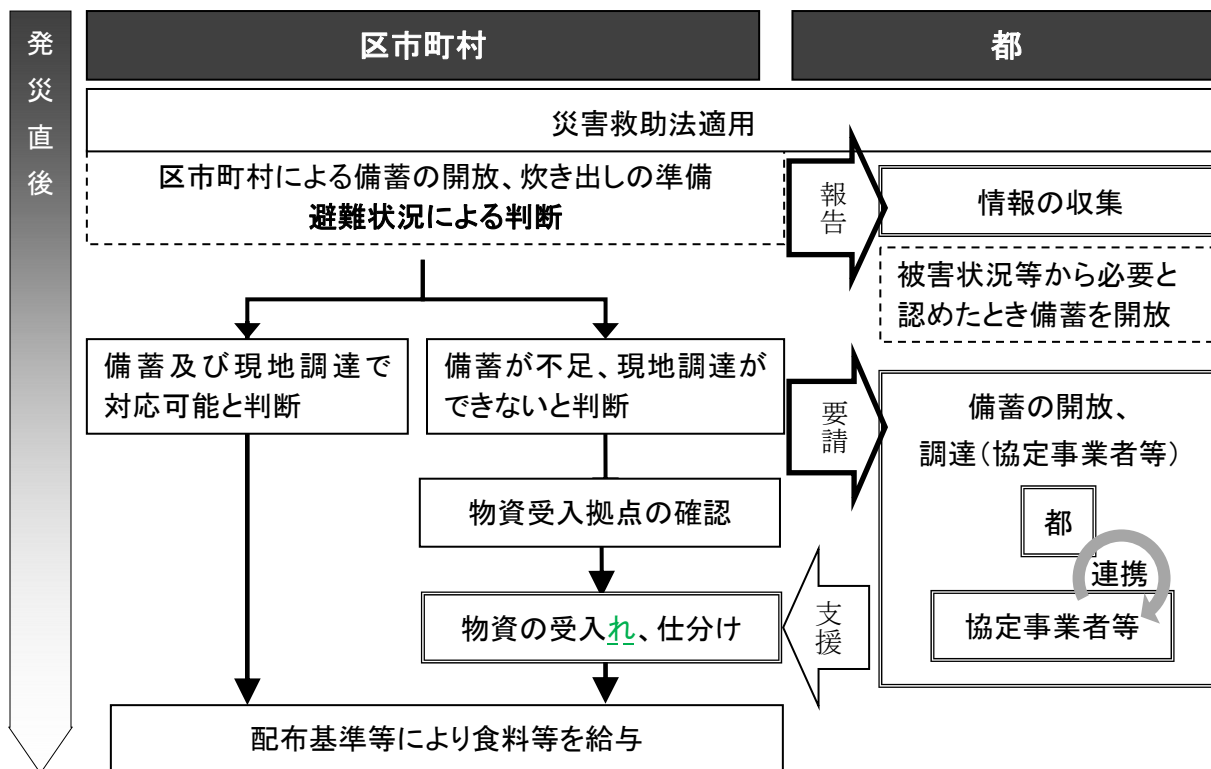 発災直後
区市町村
都
災害救助法適用
区市町村による備蓄の開放、炊き出しの準備
避難状況による判断
報告
情報の収集
被害状況等から必要と
認めたとき備蓄を開放
備蓄及び現地調達で
対応可能と判断
備蓄が不足、現地調達が
できないと判断
要請
備蓄の開放、
調達（協定事業者等）
都
連携
協定事業者等
物資受入拠点の確認
物資の受入れ、仕分け
支援
配布基準等により食料等を給与